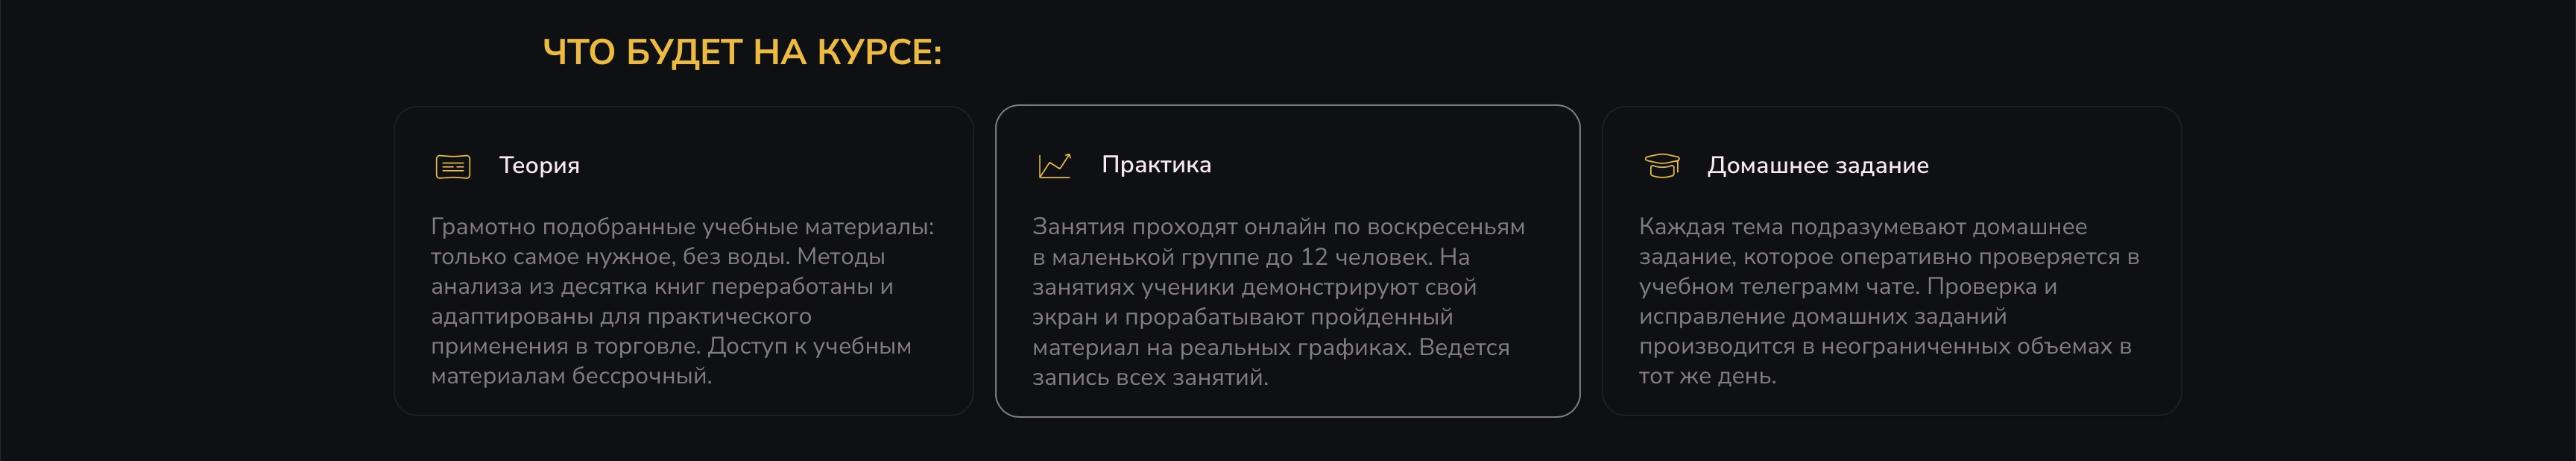 ЧТО БУДЕТ НА КУРСЕ:
Теория
Грамотно подобранные учебные материалы:
только самое нужное, без воды. Методы
анализа из десятка книг переработаны и
адаптированы для практического
применения в торговле. Доступ к учебным
материалам бессрочный.
Практика
Занятия проходят онлайн по воскресеньям
в маленькой группе до 12 человек. На
занятиях ученики демонстрируют свой
экран и прорабатывают пройденный
материал на реальных графиках. Ведется
запись всех занятий.
Домашнее задание
Каждая тема подразумевают домашнее
задание, которое оперативно проверяется в
учебном телеграмм чате. Проверка и
исправление домашних заданий
производится в неограниченных объемах в
тот же день.